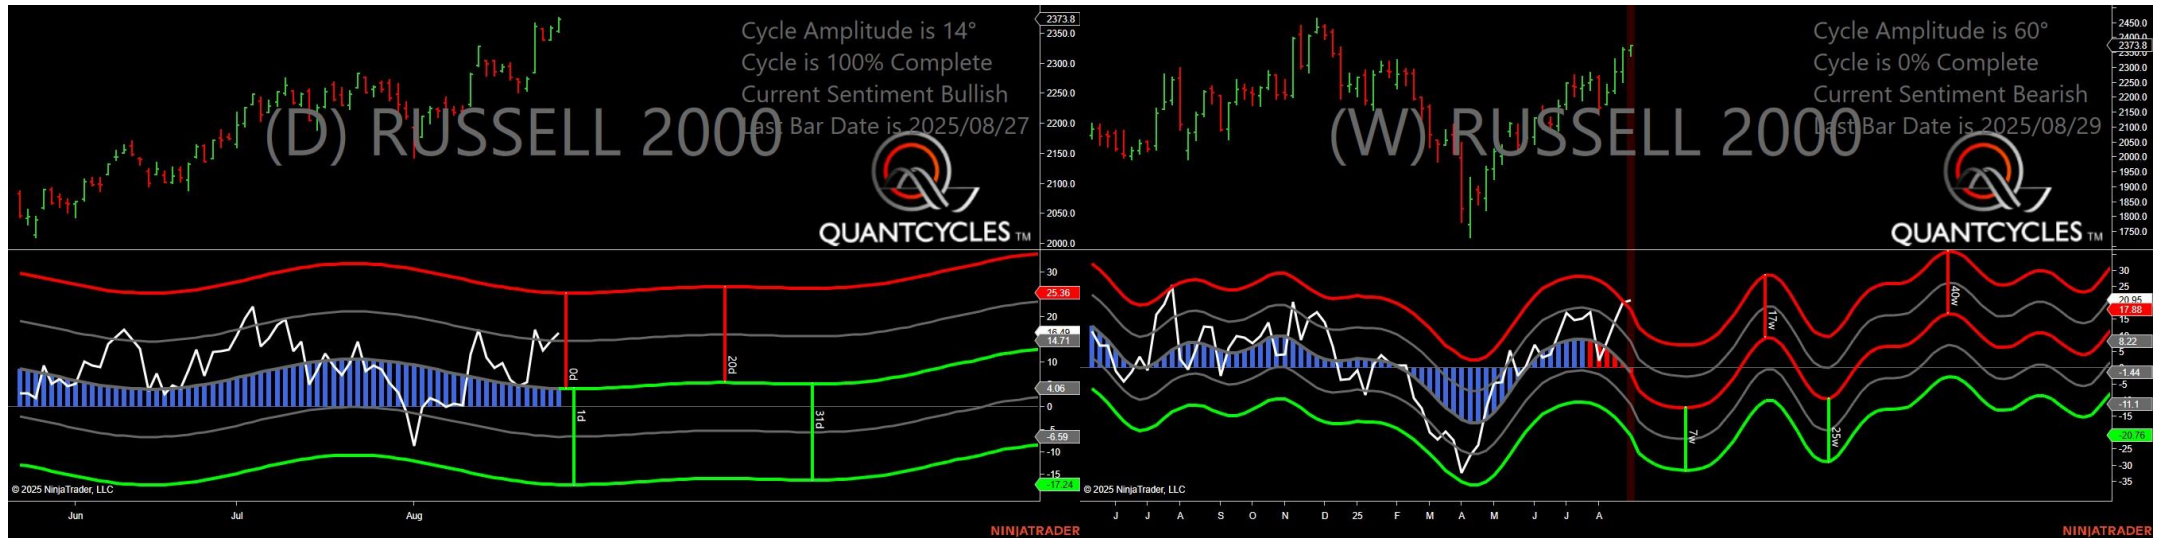 Cycle Amplitude is 14°
Cycle is 100% Complete
Current Sentiment Bullish
Last Bar Date is 2025/08/27
(D) RUSSELL 2000
QUANTCYCLES TM
2373.8
2350.0
2300.0
2250.0
2200.0
2150.0
2100.0
2050.0
2000.0
30
25.36
20
16.49
14.71
10
4.06
0
-5
-6.59
-10
-15
-17.24
0d
1d
20d
31d
© 2025 NinjaTrader, LLC
Jun Jul Aug
NINJATRADER
Cycle Amplitude is 60°
Cycle is 0% Complete
Current Sentiment Bearish
Last Bar Date is 2025/08/29
(W) RUSSELL 2000
QUANTCYCLES TM
2450.0
2400.0
2373.8
2350.0
2300.0
2250.0
2200.0
2150.0
2100.0
2050.0
2000.0
1950.0
1900.0
1850.0
1800.0
1750.0
30
25
20.95
17.88
15
8.22
5
-1.44
-5
-11.1
-15
-20.76
-25
-30
-35
7w
17w
25w
40w
© 2025 NinjaTrader, LLC
J J A S O N D 25 F M A M J J A
NINJATRADER